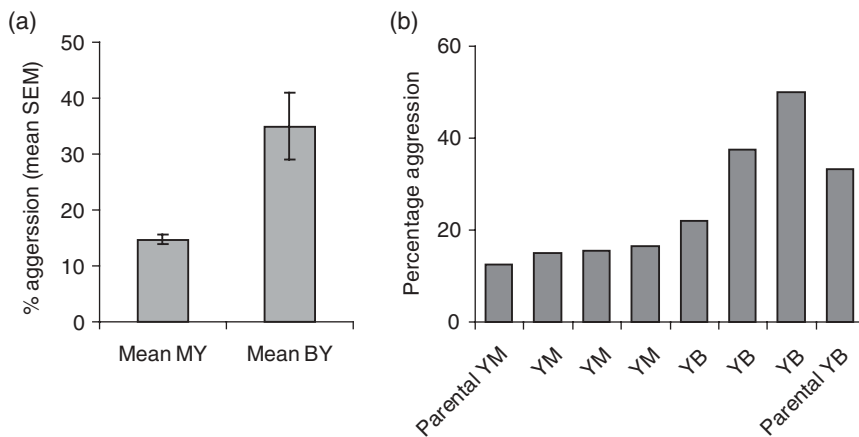 (a)
50
40
30
20
10
0
% aggerssion (mean SEM)
Mean MY
Mean BY
(b)
60
40
20
0
Percentage aggression
Parental YM
YM
YM
YM
YB
YB
YB
Parental YB